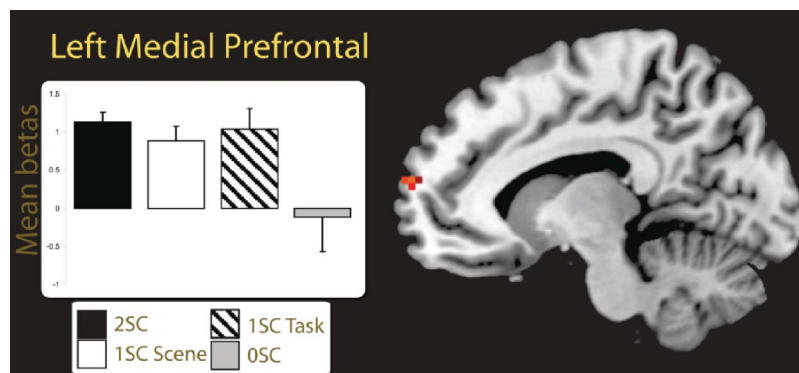 Left Medial Prefrontal
Mean betas
1.5
1
0.5
0
-0.5
-1
2SC
1SC Task
1SC Scene
0SC